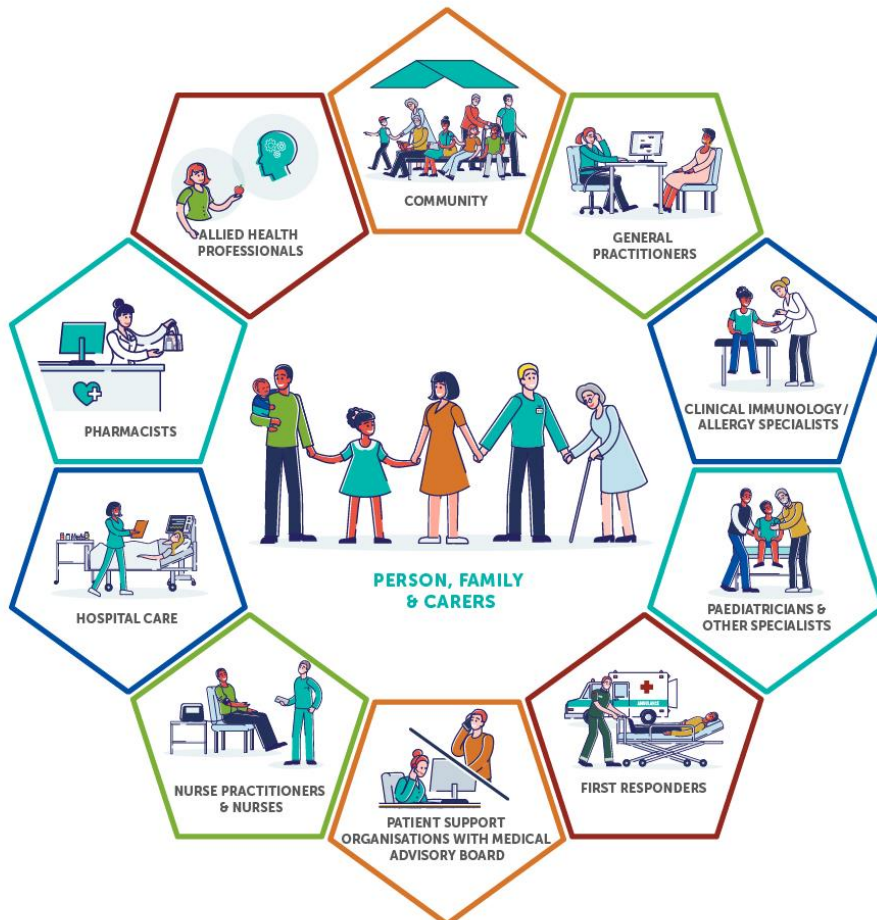 COMMUNITY
GENERAL
PRACTITIONERS
CLINICAL IMMUNOLOGY/
ALLERGY SPECIALISTS
PAEDIATRICIANS &
OTHER SPECIALISTS
FIRST RESPONDERS
AMBULANCE
PATIENT SUPPORT
ORGANISATIONS WITH MEDICAL
ADVISORY BOARD
NURSE PRACTITIONERS
& NURSES
HOSPITAL CARE
PHARMACISTS
ALLIED HEALTH
PROFESSIONALS
PERSON, FAMILY
& CARERS